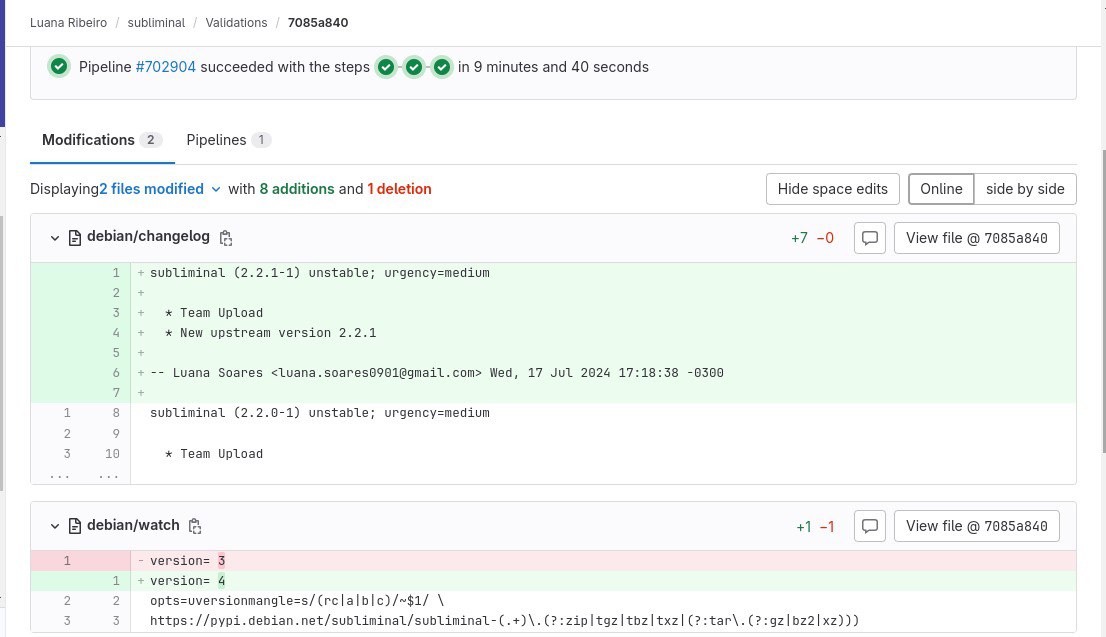 Luana Ribeiro / subliminal / Validations / 7085a840
Pipeline #702904 succeeded with the steps in 9 minutes and 40 seconds
Modifications 2 Pipelines 1
Displaying2 files modified with 8 additions and 1 deletion Hide space edits Online side by side
debian/changelog +7 −0 View file @ 7085a840
1 + subliminal (2.2.1-1) unstable; urgency=medium
2 +
3 + * Team Upload
4 + * New upstream version 2.2.1
5 +
6 + -- Luana Soares <luana.soares0901@gmail.com> Wed, 17 Jul 2024 17:18:38 -0300
7 +
1 8 subliminal (2.2.0-1) unstable; urgency=medium
2 9
3 10 * Team Upload
... ...
debian/watch +1 −1 View file @ 7085a840
1 - version= 3
1 + version= 4
2 2 opts=uversionmangle=s/(rc|a|b|c)/~$1/ \
3 3 https://pypi.debian.net/subliminal/subliminal-(.+)\.(?:zip|tgz|tbz|txz|(?:tar\.(?:gz|bz2|xz)))